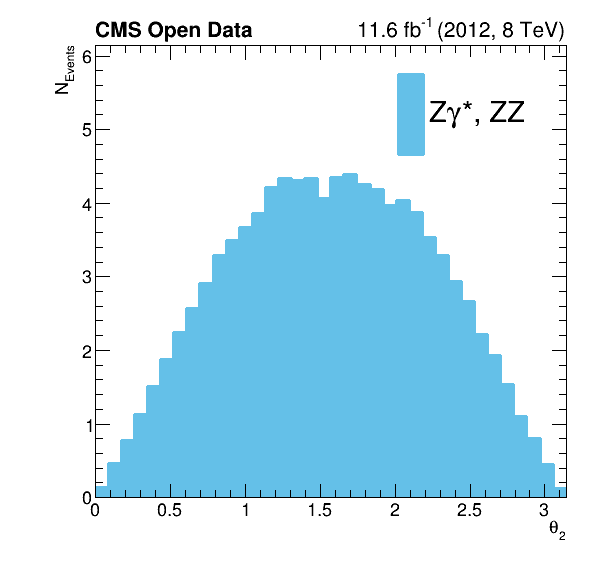 CMS Open Data 11.6 fb⁻¹ (2012, 8 TeV)
N_Events
6
5
4
3
2
1
0
Zγ*, ZZ
0 0.5 1 1.5 2 2.5 3
θ₂